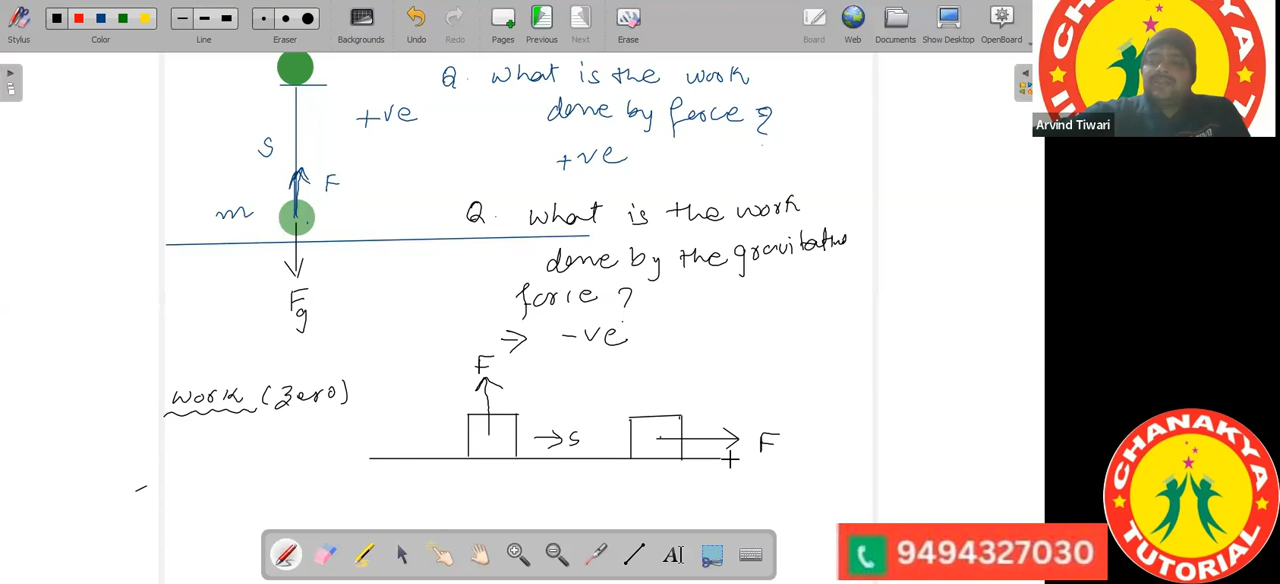 Stylus
Color
Line
Eraser
Backgrounds
Undo
Redo
Pages
Previous
Next
Erase
Board
Web
Documents
Show Desktop
OpenBoard
CHANAKYA
Arvind Tiwari
Q. What is the work
done by force ?
+ve
+ve
S
F
m
Fg
Q. What is the work
done by the
force ?
⇒ -ve
Work (Zero)
F
→ S
F
CHANAKYA
TUTORIAL
9494327030
AI